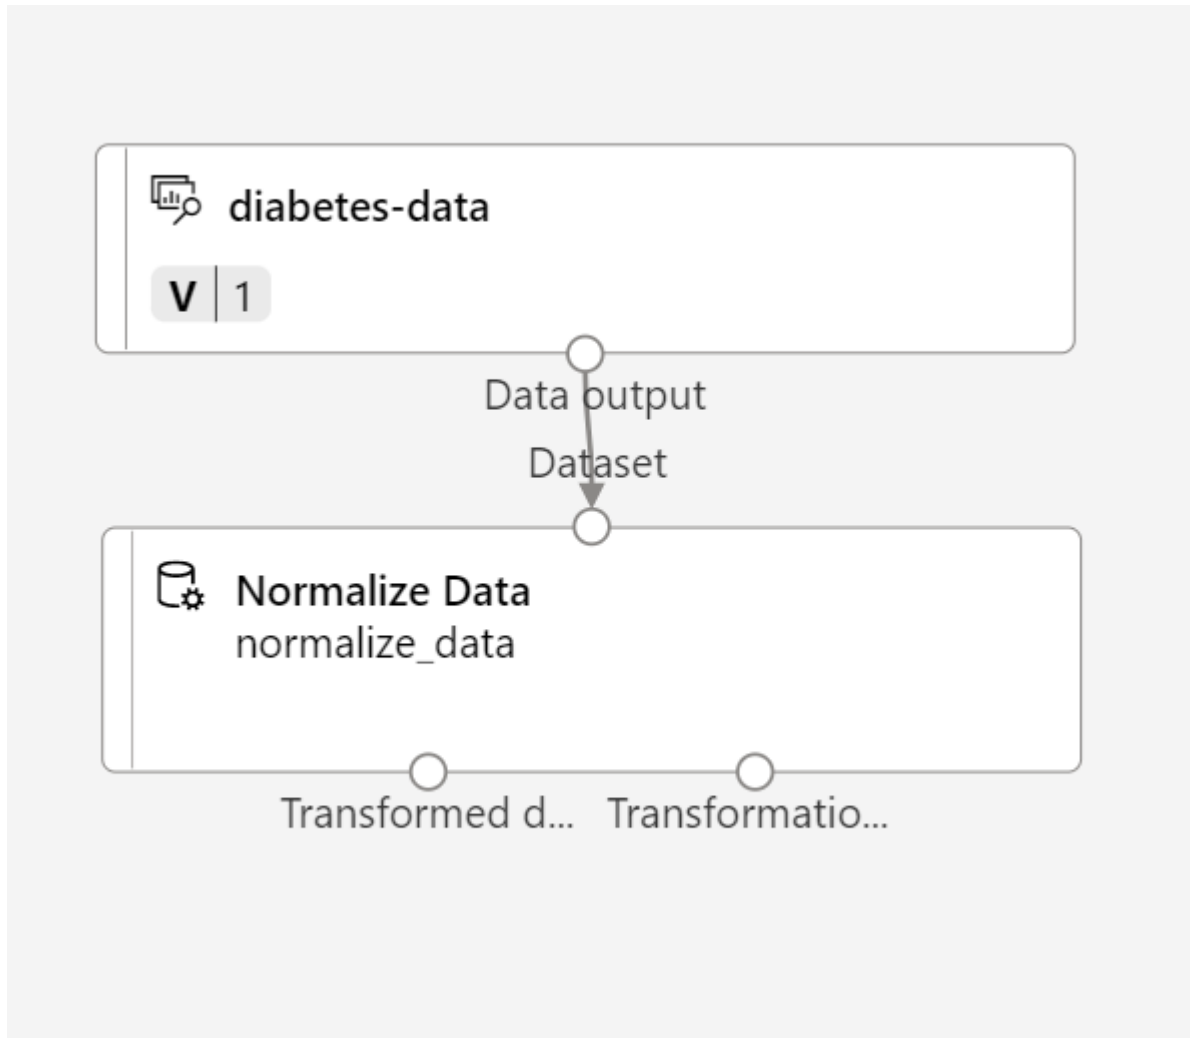 diabetes-data
V 1
Data output
Dataset
Normalize Data
normalize_data
Transformed d... Transformatio...